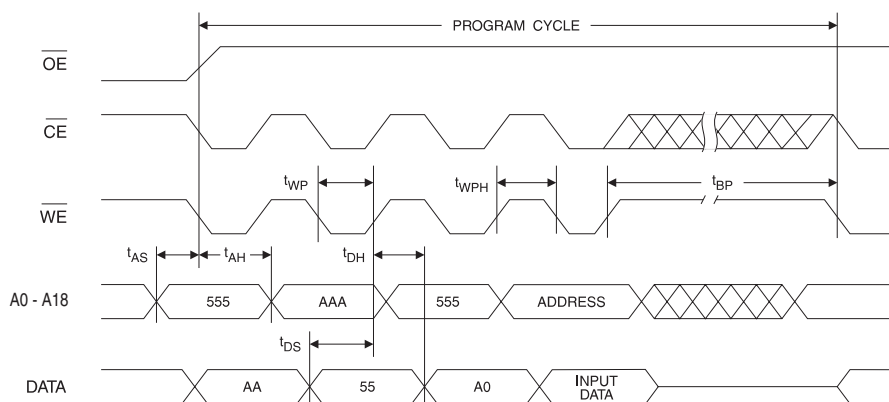 PROGRAM CYCLE
OE
CE
tWP
tWPH
tBP
WE
tAS
tAH
tDH
A0 - A18
555
AAA
555
ADDRESS
tDS
DATA
AA
55
A0
INPUT
DATA